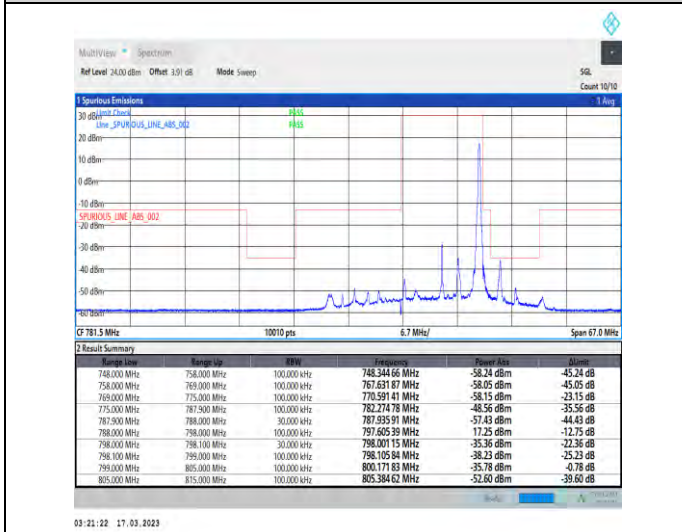 MultiView Spectrum
Ref Level 24.00 dBm Offset 3.91 dB Mode Sweep SGL
Count 10/10
1 Spurious Emissions 1 Avg
30 dBm Limit Check PASS
Line _SPURIOUS_LINE_ABS_002 PASS
20 dBm
10 dBm
0 dBm
-10 dBm
SPURIOUS_LINE_ABS_002
-20 dBm
-30 dBm
-40 dBm
-50 dBm
-60 dBm
CF 781.5 MHz 10010 pts 6.7 MHz/ Span 67.0 MHz
2 Result Summary
Range Low Range Up RBW Frequency Power Abs ΔLimit
748.000 MHz 758.000 MHz 100.000 kHz 748.344 66 MHz -58.24 dBm -45.24 dB
758.000 MHz 769.000 MHz 100.000 kHz 767.631 87 MHz -58.05 dBm -45.05 dB
769.000 MHz 775.000 MHz 100.000 kHz 770.591 41 MHz -58.15 dBm -23.15 dB
775.000 MHz 787.900 MHz 100.000 kHz 782.274 78 MHz -48.56 dBm -35.56 dB
787.900 MHz 788.000 MHz 30.000 kHz 787.935 91 MHz -57.43 dBm -44.43 dB
788.000 MHz 798.000 MHz 100.000 kHz 797.605 39 MHz 17.25 dBm -12.75 dB
798.000 MHz 798.100 MHz 30.000 kHz 798.001 15 MHz -35.36 dBm -22.36 dB
798.100 MHz 799.000 MHz 100.000 kHz 798.105 84 MHz -38.23 dBm -25.23 dB
799.000 MHz 805.000 MHz 100.000 kHz 800.171 83 MHz -35.78 dBm -0.78 dB
805.000 MHz 815.000 MHz 100.000 kHz 805.384 62 MHz -52.60 dBm -39.60 dB
03:21:22 17.03.2023